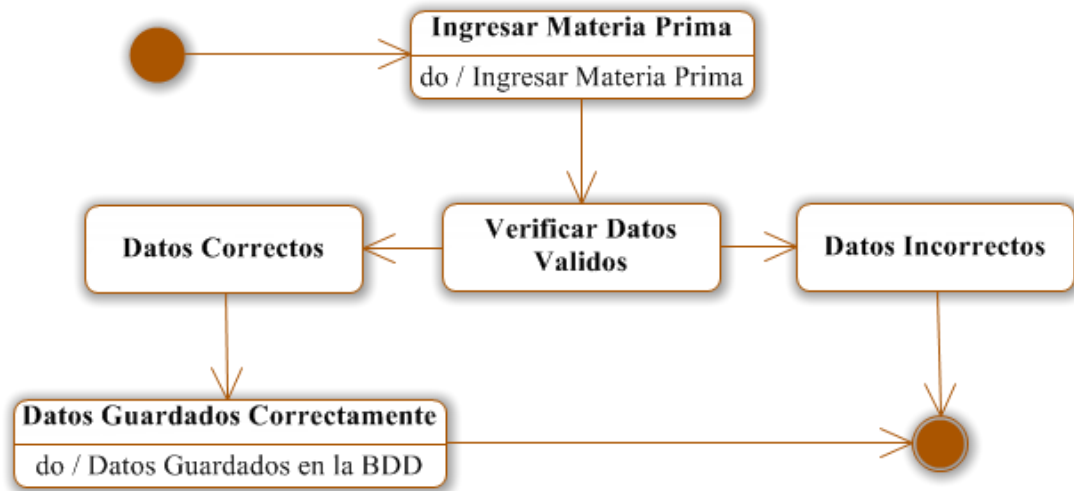 Ingresar Materia Prima
do / Ingresar Materia Prima
Datos Correctos
Verificar Datos
Validos
Datos Incorrectos
Datos Guardados Correctamente
do / Datos Guardados en la BDD